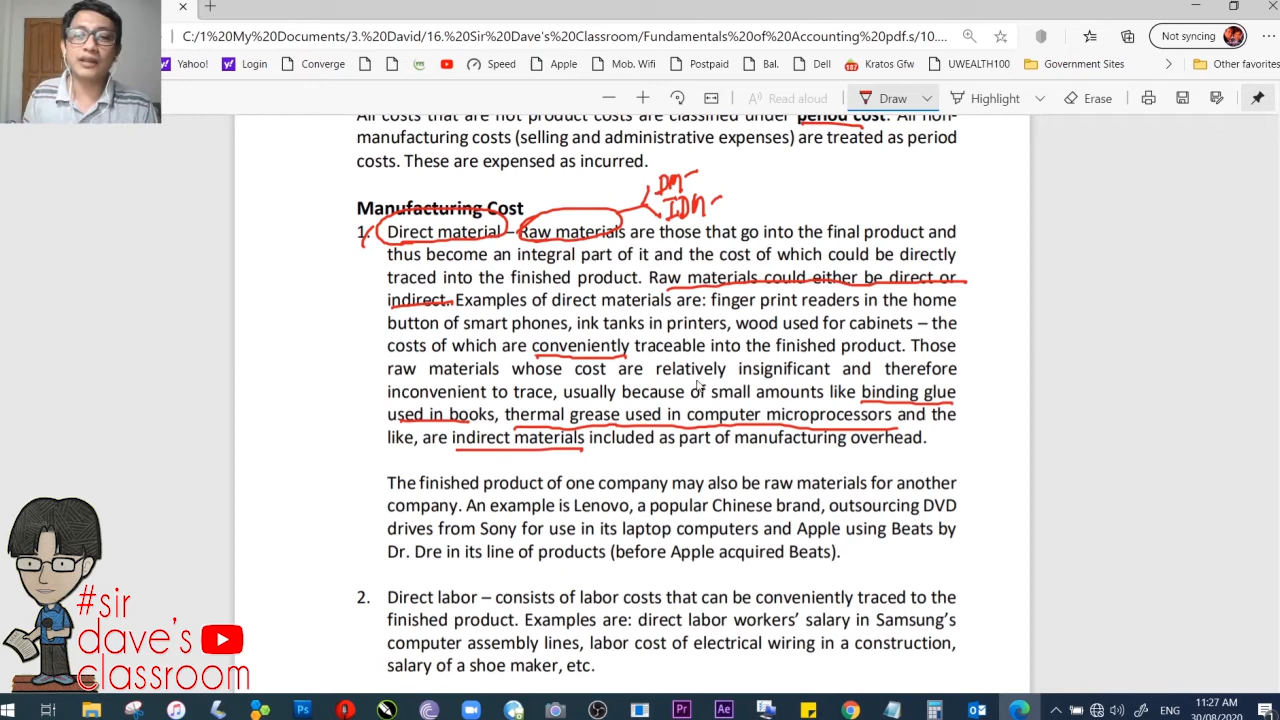 C:/1%20My%20Documents/3.%20David/16.%20Sir%20Dave's%20Classroom/Fundamentals%20of%20Accounting%20pdf.s/10....
Not syncing
Yahoo!
Login
Converge
Speed
Apple
Mob. Wifi
Postpaid
Bal.
Dell
Kratos Gfw
UWEALTH100
Government Sites
Other favorites
Read aloud
Draw
Highlight
Erase
All costs that are not product costs are classified under period cost. All non-
manufacturing costs (selling and administrative expenses) are treated as period
costs. These are expensed as incurred.
DM
IDM
Manufacturing Cost
1. Direct material – Raw materials are those that go into the final product and
thus become an integral part of it and the cost of which could be directly
traced into the finished product. Raw materials could either be direct or
indirect. Examples of direct materials are: finger print readers in the home
button of smart phones, ink tanks in printers, wood used for cabinets – the
costs of which are conveniently traceable into the finished product. Those
raw materials whose cost are relatively insignificant and therefore
inconvenient to trace, usually because of small amounts like binding glue
used in books, thermal grease used in computer microprocessors and the
like, are indirect materials included as part of manufacturing overhead.
The finished product of one company may also be raw materials for another
company. An example is Lenovo, a popular Chinese brand, outsourcing DVD
drives from Sony for use in its laptop computers and Apple using Beats by
Dr. Dre in its line of products (before Apple acquired Beats).
2. Direct labor – consists of labor costs that can be conveniently traced to the
finished product. Examples are: direct labor workers' salary in Samsung's
computer assembly lines, labor cost of electrical wiring in a construction,
salary of a shoe maker, etc.
#sir
dave's
classroom
ENG
11:27 AM
30/08/2020